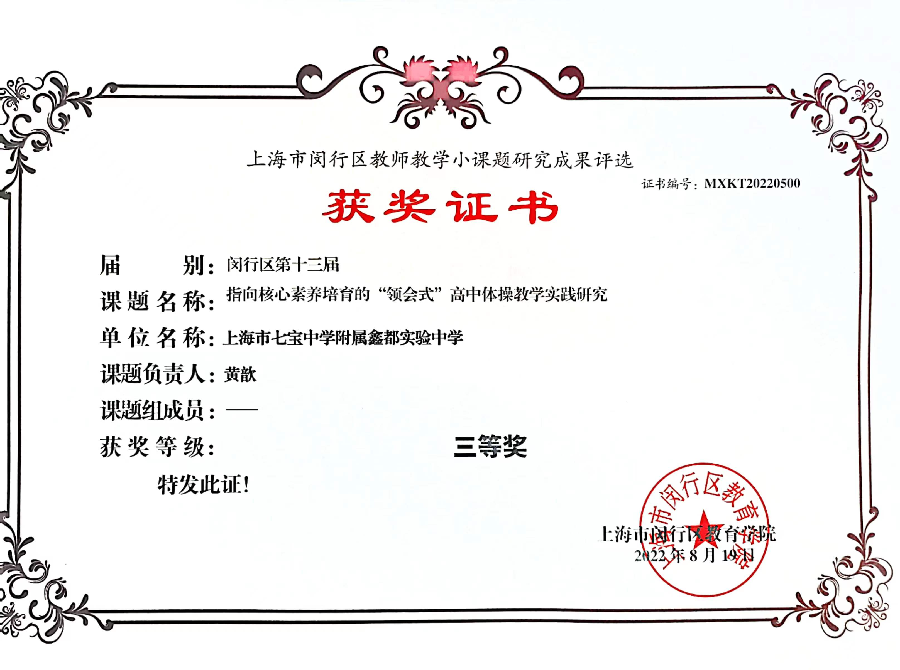 上海市闵行区教师教学小课题研究成果评选
证书编号：MXKT20220500
获奖证书
届别：闵行区第十三届
课题名称：指向核心素养培育的“领会式”高中体操教学实践研究
单位名称：上海市七宝中学附属鑫都实验中学
课题负责人：黄歆
课题组成员：——
获奖等级：三等奖
特发此证！
上海市闵行区教育学院
2022年8月19日
上海市闵行区教育学院